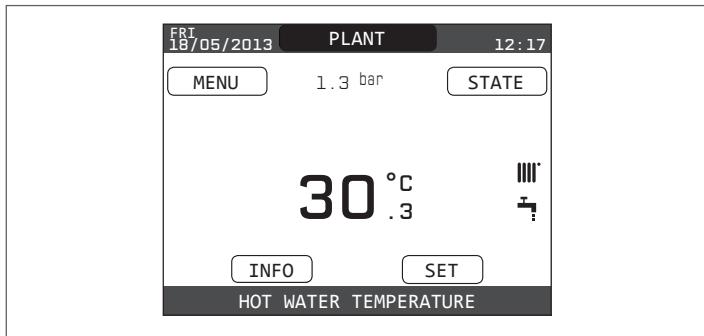 FRI
18/05/2013 PLANT 12:17
MENU 1.3 bar STATE
30.3 °C
INFO SET
HOT WATER TEMPERATURE